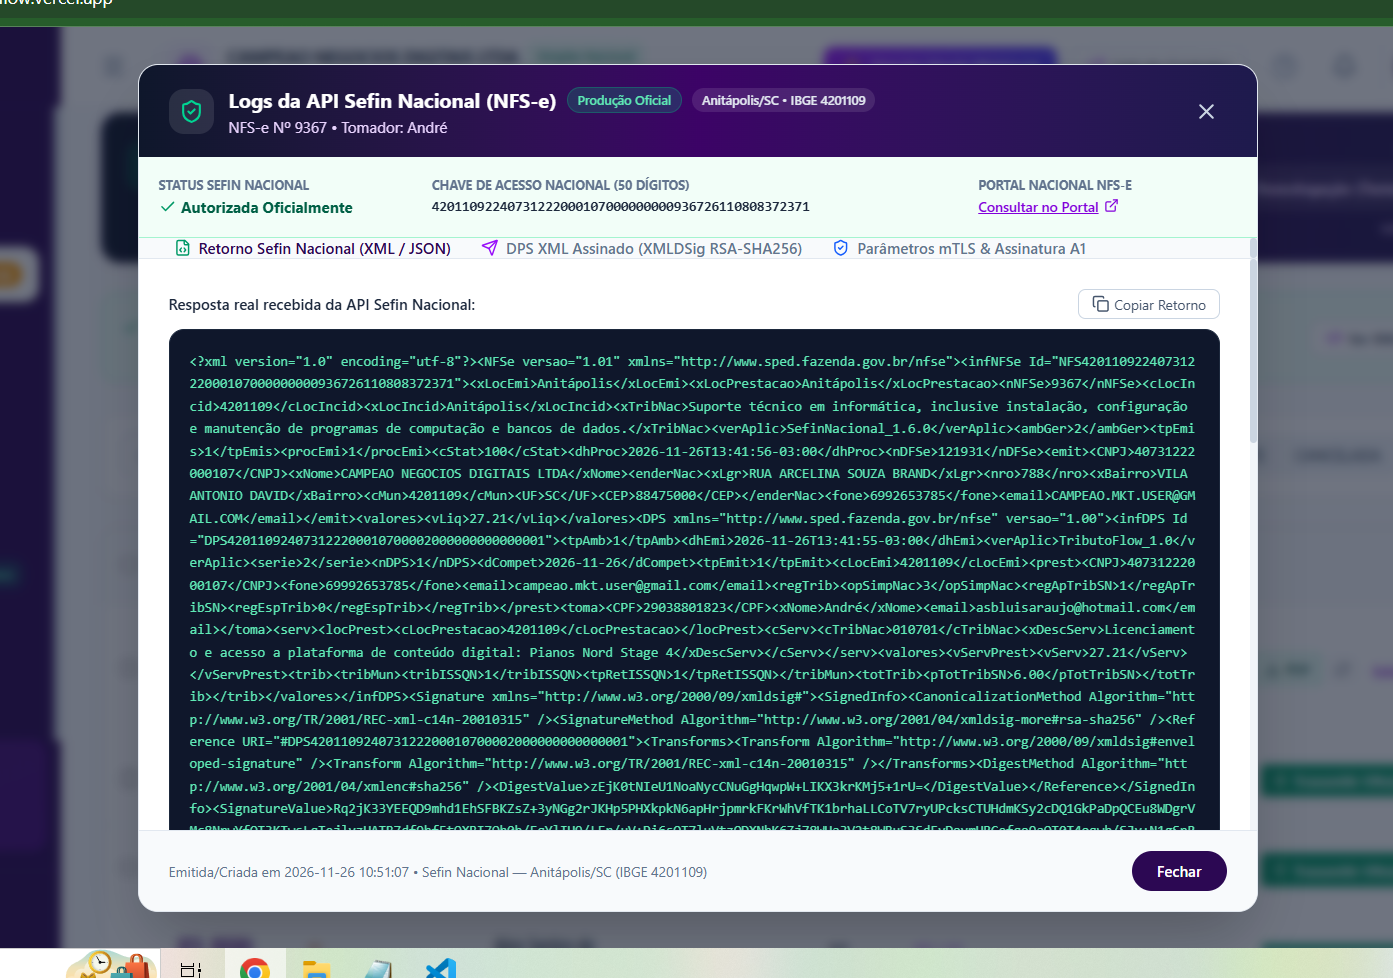 Logs da API Sefin Nacional (NFS-e)
Produção Oficial
Anitápolis/SC • IBGE 4201109
NFS-e Nº 9367 • Tomador: André
STATUS SEFIN NACIONAL
Autorizada Oficialmente
CHAVE DE ACESSO NACIONAL (50 DÍGITOS)
42011092240731222000107000000000936726110808372371
PORTAL NACIONAL NFS-E
Consultar no Portal
Retorno Sefin Nacional (XML / JSON)
DPS XML Assinado (XMLDSig RSA-SHA256)
Parâmetros mTLS & Assinatura A1
Resposta real recebida da API Sefin Nacional:
Copiar Retorno
<?xml version="1.0" encoding="utf-8"?><NFSe versao="1.01" xmlns="http://www.sped.fazenda.gov.br/nfse"><infNFSe Id="NFS420110922407312
22000107000000000936726110808372371"><xLocEmi>Anitápolis</xLocEmi><xLocPrestacao>Anitápolis</xLocPrestacao><nNFSe>9367</nNFSe><cLocIn
cid>4201109</cLocIncid><xLocIncid>Anitápolis</xLocIncid><xTribNac>Suporte técnico em informática, inclusive instalação, configuração
e manutenção de programas de computação e bancos de dados.</xTribNac><verAplic>SefinNacional_1.6.0</verAplic><ambGer>2</ambGer><tpEmi
s>1</tpEmis><procEmi>1</procEmi><cStat>100</cStat><dhProc>2026-11-26T13:41:56-03:00</dhProc><nDFSe>121931</nDFSe><emit><CNPJ>40731222
000107</CNPJ><xNome>CAMPEAO NEGOCIOS DIGITAIS LTDA</xNome><enderNac><xLgr>RUA ARCELINA SOUZA BRAND</xLgr><nro>788</nro><xBairro>VILA
ANTONIO DAVID</xBairro><cMun>4201109</cMun><UF>SC</UF><CEP>88475000</CEP></enderNac><fone>6992653785</fone><email>CAMPEAO.MKT.USER@GM
AIL.COM</email></emit><valores><vLiq>27.21</vLiq></valores><DPS xmlns="http://www.sped.fazenda.gov.br/nfse" versao="1.00"><infDPS Id
="DPS420110924073122200010700002000000000000001"><tpAmb>1</tpAmb><dhEmi>2026-11-26T13:41:55-03:00</dhEmi><verAplic>TributoFlow_1.0</v
erAplic><serie>2</serie><nDPS>1</nDPS><dCompet>2026-11-26</dCompet><tpEmit>1</tpEmit><cLocEmi>4201109</cLocEmi><prest><CNPJ>407312220
00107</CNPJ><fone>69992653785</fone><email>campeao.mkt.user@gmail.com</email><regTrib><opSimpNac>3</opSimpNac><regApTribSN>1</regApTr
ibSN><regEspTrib>0</regEspTrib></regTrib></prest><toma><CPF>29038801823</CPF><xNome>André</xNome><email>asbluisaraujo@hotmail.com</em
ail></toma><serv><locPrest><cLocPrestacao>4201109</cLocPrestacao></locPrest><cServ><cTribNac>010701</cTribNac><xDescServ>Licenciament
o e acesso a plataforma de conteúdo digital: Pianos Nord Stage 4</xDescServ></cServ></serv><valores><vServPrest><vServ>27.21</vServ>
</vServPrest><trib><tribMun><tribISSQN>1</tribISSQN><tpRetISSQN>1</tpRetISSQN></tribMun><totTrib><pTotTribSN>6.00</pTotTribSN></totTr
ib></trib></valores></infDPS><Signature xmlns="http://www.w3.org/2000/09/xmldsig#"><SignedInfo><CanonicalizationMethod Algorithm="htt
p://www.w3.org/TR/2001/REC-xml-c14n-20010315" /><SignatureMethod Algorithm="http://www.w3.org/2001/04/xmldsig-more#rsa-sha256" /><Ref
erence URI="#DPS420110924073122200010700002000000000000001"><Transforms><Transform Algorithm="http://www.w3.org/2000/09/xmldsig#envel
oped-signature" /><Transform Algorithm="http://www.w3.org/TR/2001/REC-xml-c14n-20010315" /></Transforms><DigestMethod Algorithm="htt
p://www.w3.org/2001/04/xmlenc#sha256" /><DigestValue>zEjK0tNIeU1NoaNycCNuGgHqwpW+LIKX3krKMj5+1rU=</DigestValue></Reference></SignedIn
fo><SignatureValue>Rq2jK33YEEQD9mhd1EhSFBKZsZ+3yNGg2rJKHp5PHXkpkN6apHrjpmrkFKrWhVfTK1brhaLLCoTV7ryUPcksCTUHdmKSy2cDQ1GkPaDpQCEu8WDgrV
Emitida/Criada em 2026-11-26 10:51:07 • Sefin Nacional — Anitápolis/SC (IBGE 4201109)
Fechar